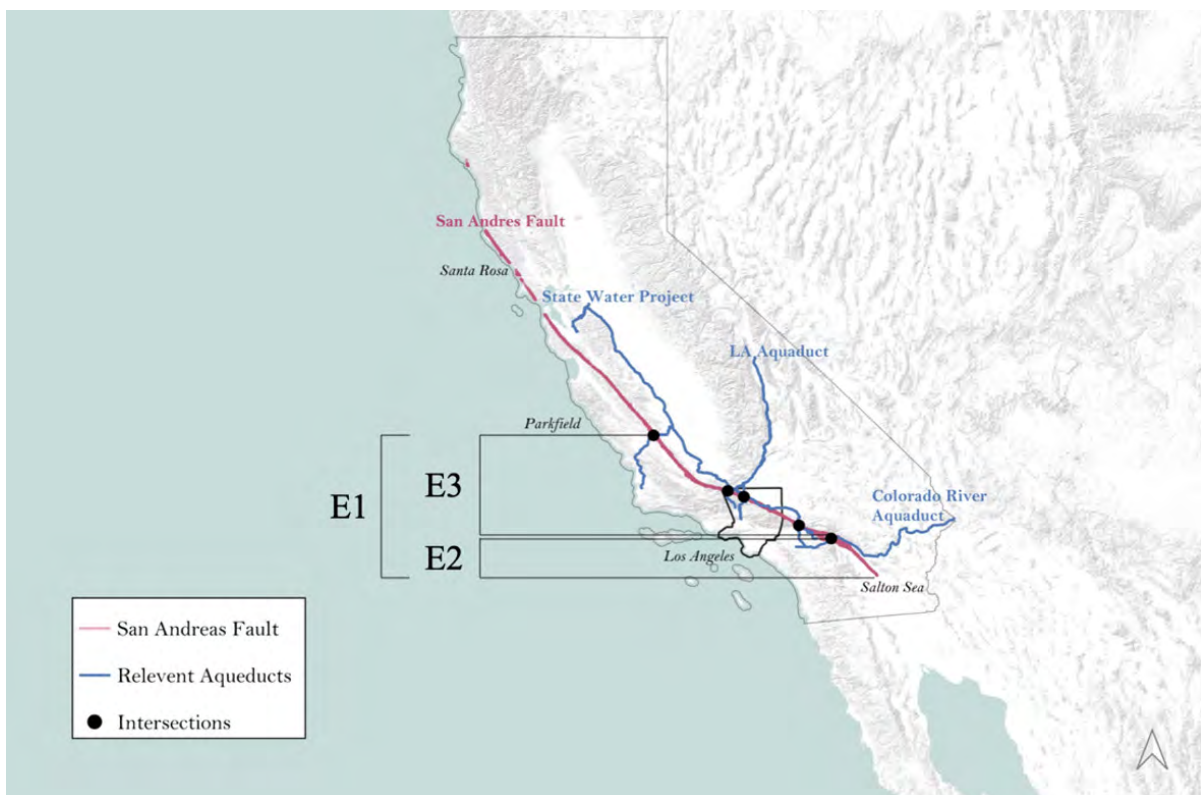 San Andres Fault
Santa Rosa
State Water Project
LA Aquaduct
Parkfield
E1
E3
E2
Colorado River
Aquaduct
Los Angeles
Salton Sea
San Andreas Fault
Relevent Aqueducts
Intersections